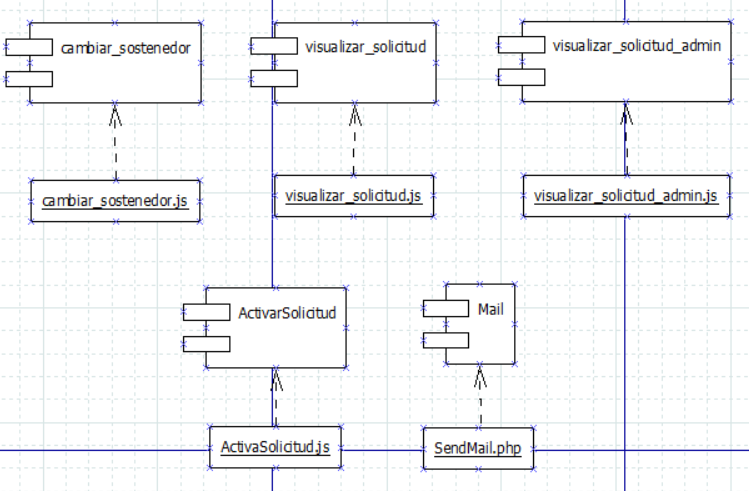 cambiar_sostenedor
visualizar_solicitud
visualizar_solicitud_admin
cambiar_sostenedor.js
visualizar_solicitud.js
visualizar_solicitud_admin.js
ActivarSolicitud
Mail
ActivaSolicitud.js
SendMail.php